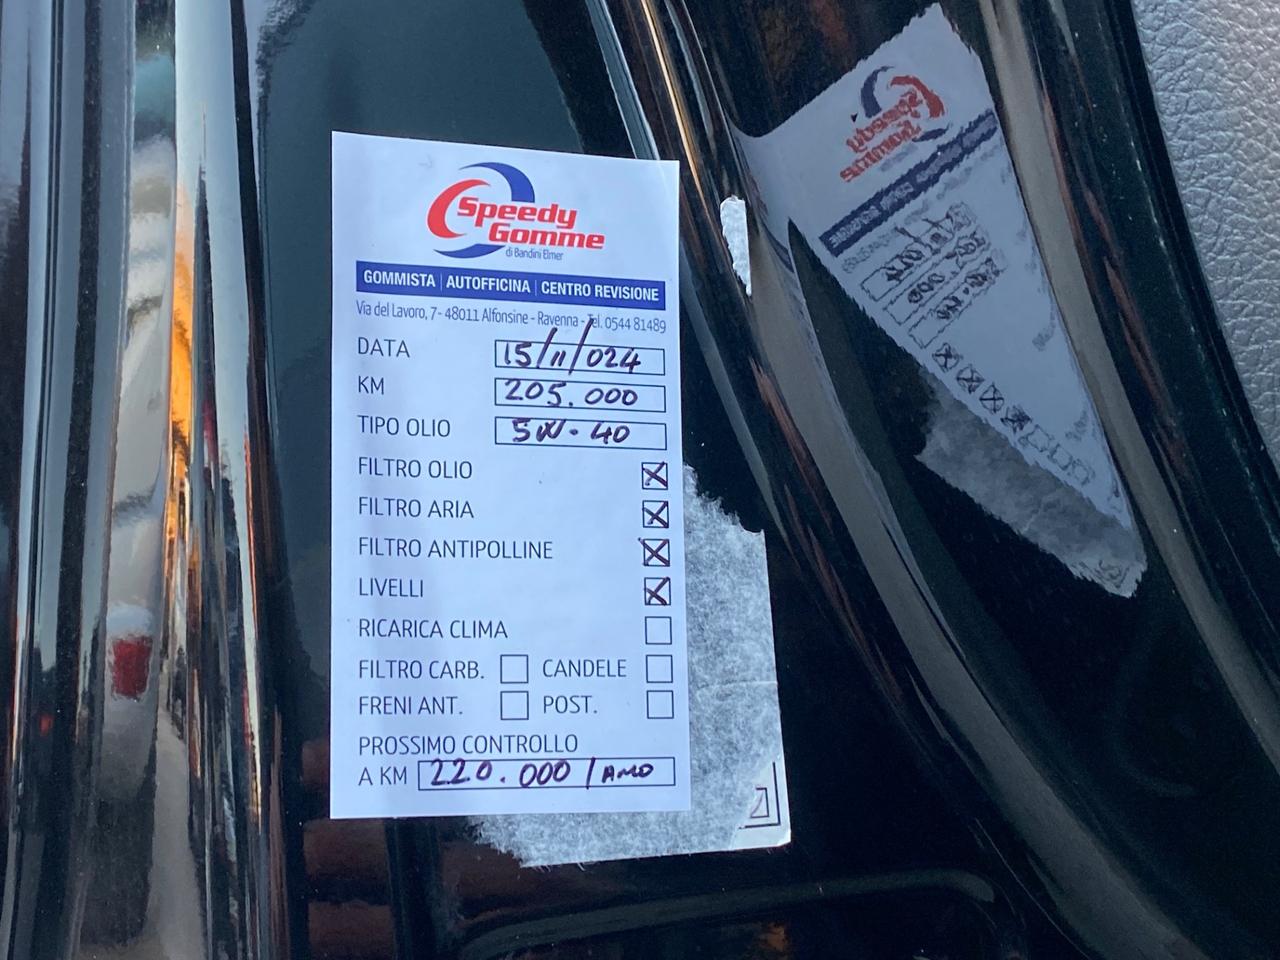 Speedy
Gomme
di Bandini Elmer
GOMMISTA | AUTOFFICINA | CENTRO REVISIONE
Via del Lavoro, 7 - 48011 Alfonsine - Ravenna - Tel. 0544 81489
DATA 15/11/024
KM 205.000
TIPO OLIO 5W-40
FILTRO OLIO
FILTRO ARIA
FILTRO ANTIPOLLINE
LIVELLI
RICARICA CLIMA
FILTRO CARB. CANDELE
FRENI ANT. POST.
PROSSIMO CONTROLLO
A KM 220.000 / ANNO